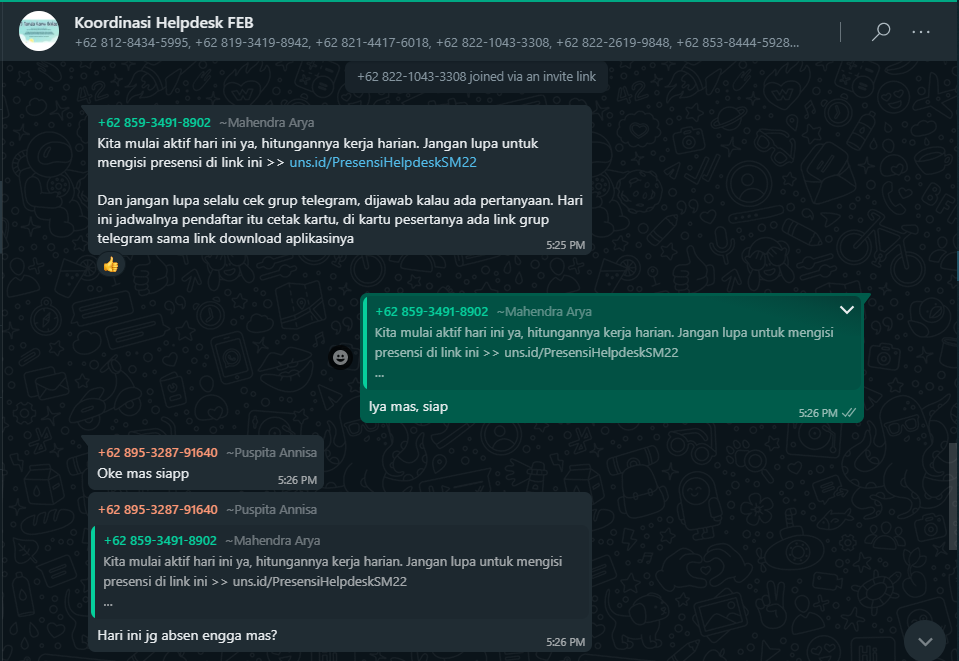 Koordinasi Helpdesk FEB
+62 812-8434-5995, +62 819-3419-8942, +62 821-4417-6018, +62 822-1043-3308, +62 822-2619-9848, +62 853-8444-5928...
+62 822-1043-3308 joined via an invite link
+62 859-3491-8902 ~Mahendra Arya
Kita mulai aktif hari ini ya, hitungannya kerja harian. Jangan lupa untuk
mengisi presensi di link ini >> uns.id/PresensiHelpdeskSM22
Dan jangan lupa selalu cek grup telegram, dijawab kalau ada pertanyaan. Hari
ini jadwalnya pendaftar itu cetak kartu, di kartu pesertanya ada link grup
telegram sama link download aplikasinya
5:25 PM
+62 859-3491-8902 ~Mahendra Arya
Kita mulai aktif hari ini ya, hitungannya kerja harian. Jangan lupa untuk mengisi
presensi di link ini >> uns.id/PresensiHelpdeskSM22
...
Iya mas, siap
5:26 PM
+62 895-3287-91640 ~Puspita Annisa
Oke mas siapp
5:26 PM
+62 895-3287-91640 ~Puspita Annisa
+62 859-3491-8902 ~Mahendra Arya
Kita mulai aktif hari ini ya, hitungannya kerja harian. Jangan lupa untuk mengisi
presensi di link ini >> uns.id/PresensiHelpdeskSM22
...
Hari ini jg absen engga mas?
5:26 PM